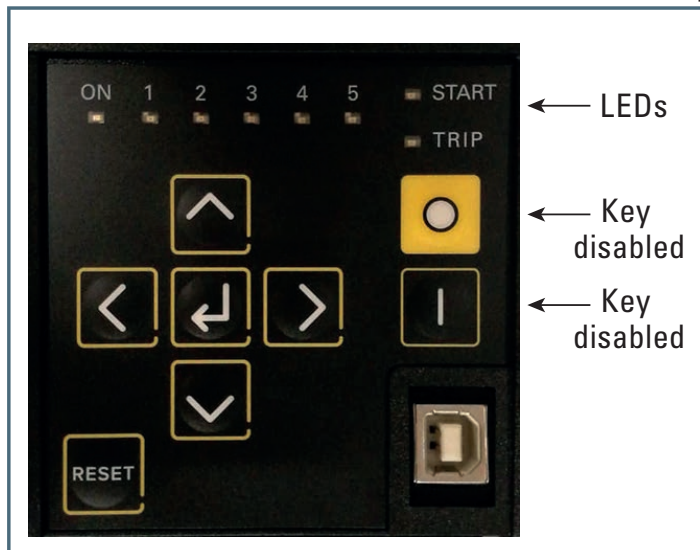 ON 1 2 3 4 5 START
TRIP
RESET
LEDs
Key
disabled
Key
disabled